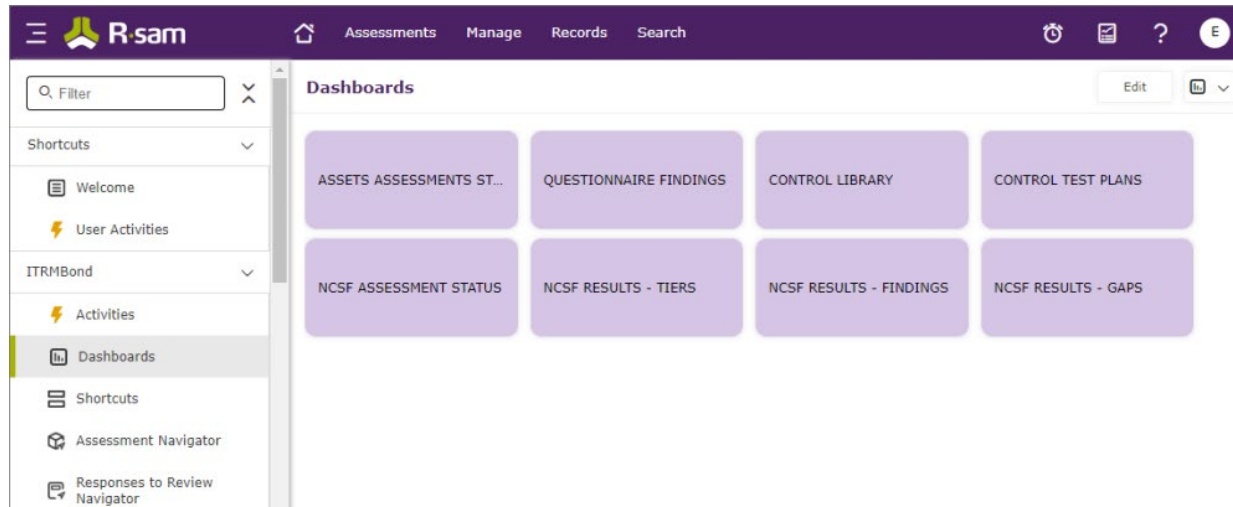 R·sam
Assessments Manage Records Search
E
Filter
Dashboards
Edit
Shortcuts
Welcome
User Activities
ITRMBond
Activities
Dashboards
Shortcuts
Assessment Navigator
Responses to Review
Navigator
ASSETS ASSESSMENTS ST...
QUESTIONNAIRE FINDINGS
CONTROL LIBRARY
CONTROL TEST PLANS
NCSF ASSESSMENT STATUS
NCSF RESULTS - TIERS
NCSF RESULTS - FINDINGS
NCSF RESULTS - GAPS